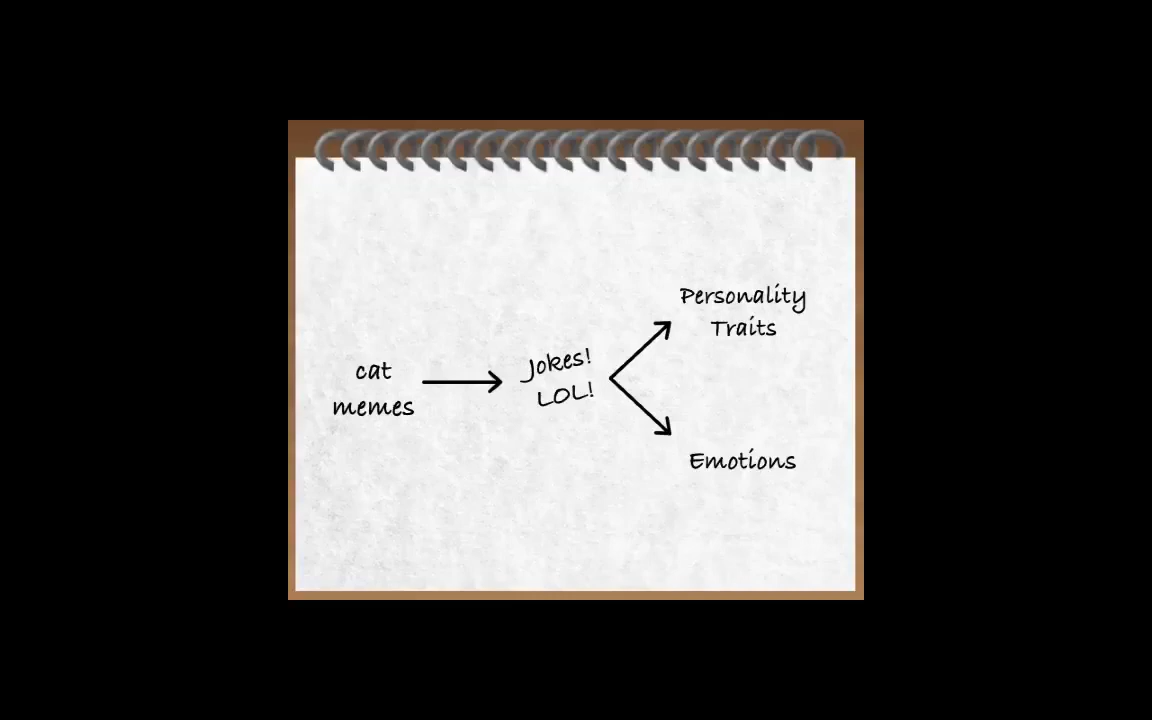 cat
memes
Jokes!
LOL!
Personality
Traits
Emotions